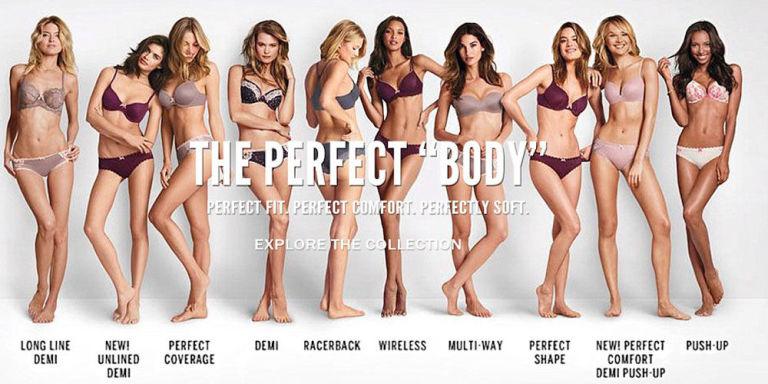 THE PERFECT “BODY”
PERFECT FIT. PERFECT COMFORT. PERFECTLY SOFT.
EXPLORE THE COLLECTION
LONG LINE
DEMI
NEW!
UNLINED
DEMI
PERFECT
COVERAGE
DEMI
RACERBACK
WIRELESS
MULTI-WAY
PERFECT
SHAPE
NEW! PERFECT
COMFORT
DEMI PUSH-UP
PUSH-UP